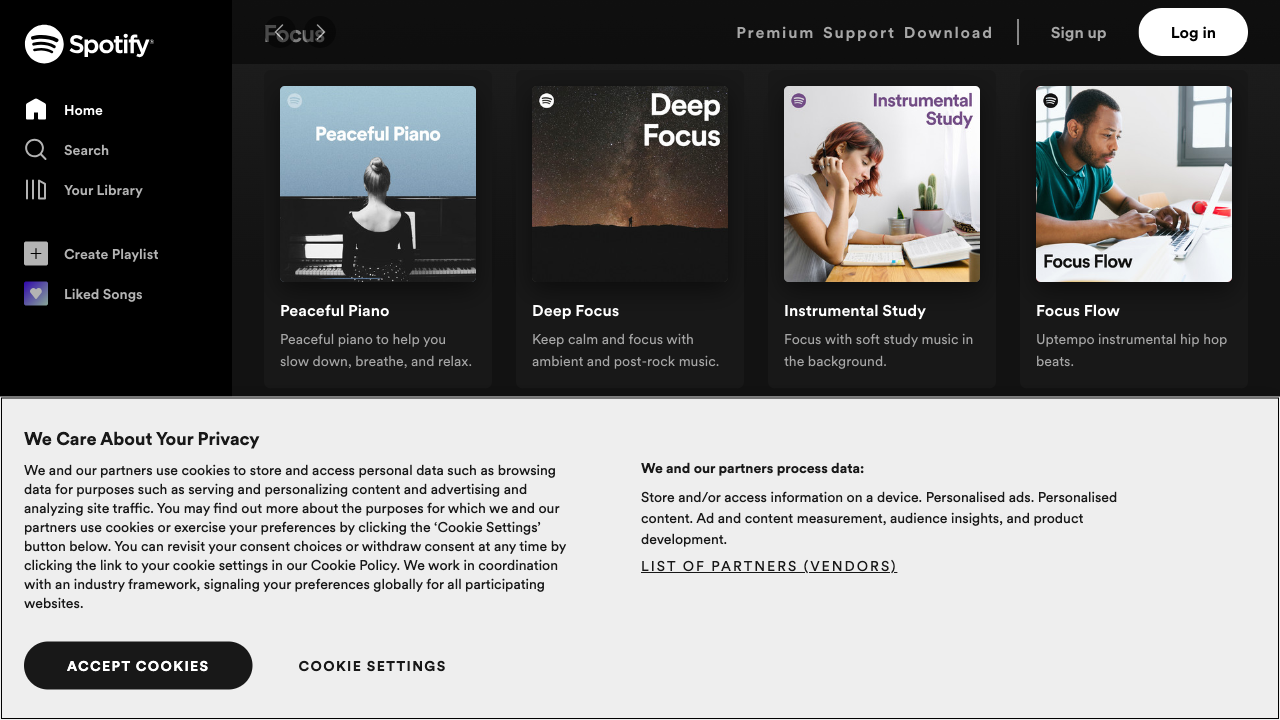 Spotify
Home
Search
Your Library
Create Playlist
Liked Songs
Focus
Premium Support Download
Sign up
Log in
Peaceful Piano
Deep
Focus
Instrumental
Study
Focus Flow
Peaceful Piano
Peaceful piano to help you
slow down, breathe, and relax.
Deep Focus
Keep calm and focus with
ambient and post-rock music.
Instrumental Study
Focus with soft study music in
the background.
Focus Flow
Uptempo instrumental hip hop
beats.
We Care About Your Privacy
We and our partners use cookies to store and access personal data such as browsing
data for purposes such as serving and personalizing content and advertising and
analyzing site traffic. You may find out more about the purposes for which we and our
partners use cookies or exercise your preferences by clicking the ‘Cookie Settings’
button below. You can revisit your consent choices or withdraw consent at any time by
clicking the link to your cookie settings in our Cookie Policy. We work in coordination
with an industry framework, signaling your preferences globally for all participating
websites.
We and our partners process data:
Store and/or access information on a device. Personalised ads. Personalised
content. Ad and content measurement, audience insights, and product
development.
LIST OF PARTNERS (VENDORS)
ACCEPT COOKIES
COOKIE SETTINGS